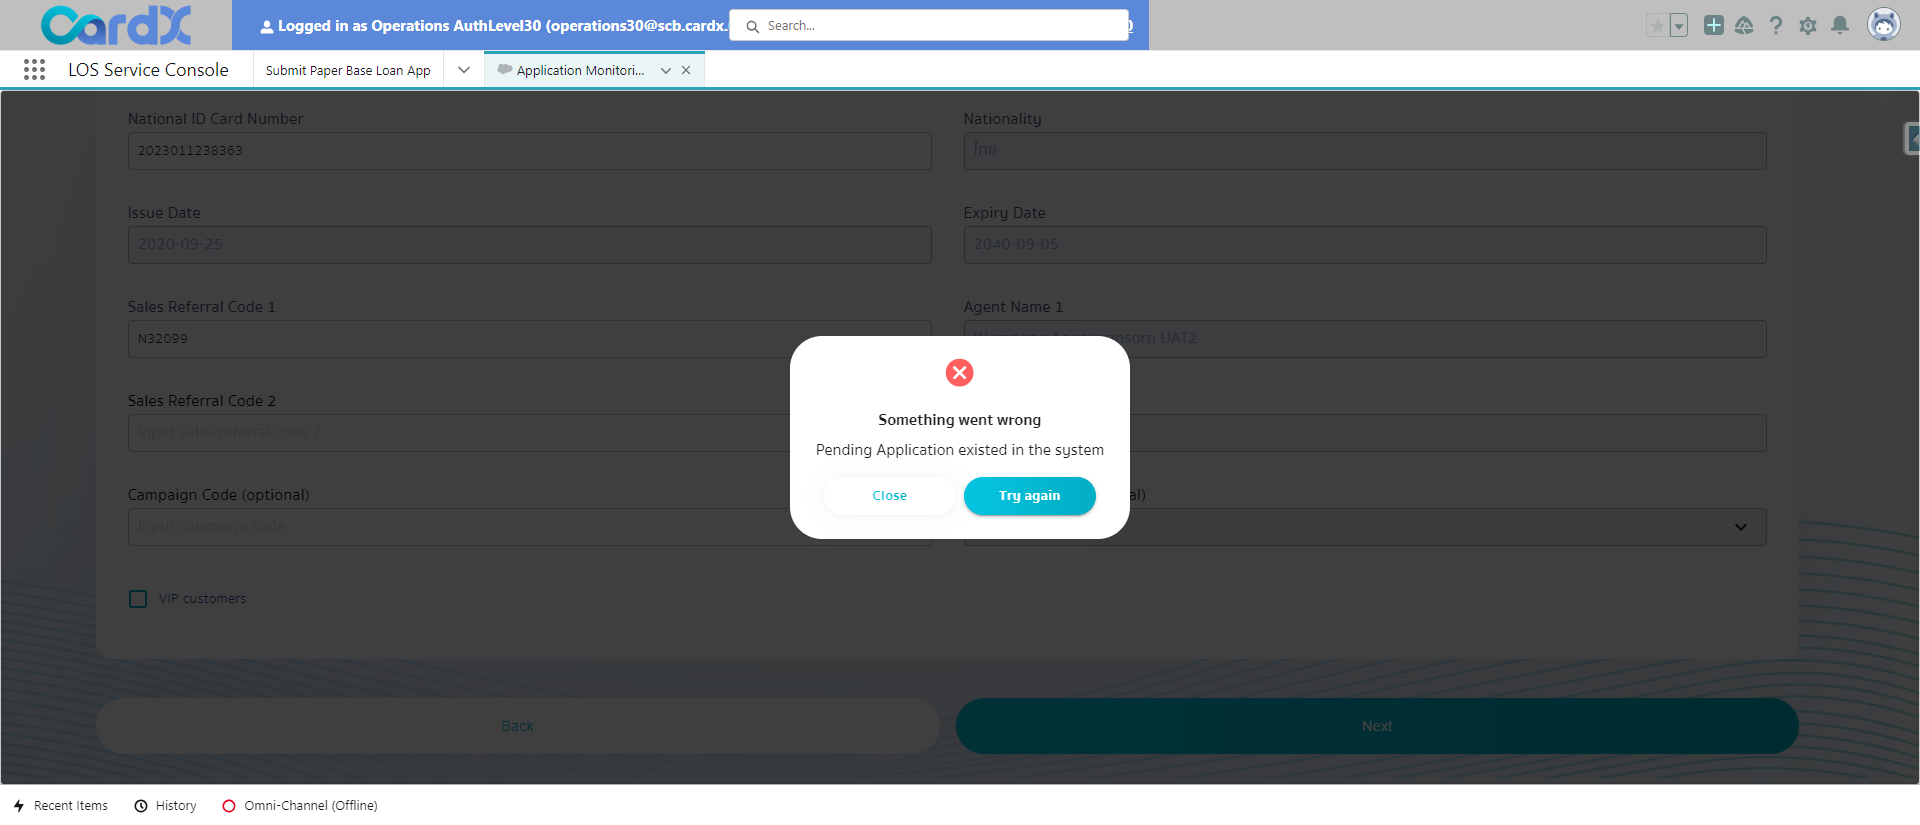 CardX
Logged in as Operations AuthLevel30 (operations30@scb.cardx.
Search...
LOS Service Console
Submit Paper Base Loan App
Application Monitori...
National ID Card Number
Nationality
2023011238363
ไทย
Issue Date
Expiry Date
2020-09-25
2040-09-05
Sales Referral Code 1
Agent Name 1
N32099
UAT2
Sales Referral Code 2
Input sales referral code 2
Campaign Code (optional)
Input campaign code
VIP customers
Something went wrong
Pending Application existed in the system
Close
Try again
Back
Next
Recent Items
History
Omni-Channel (Offline)